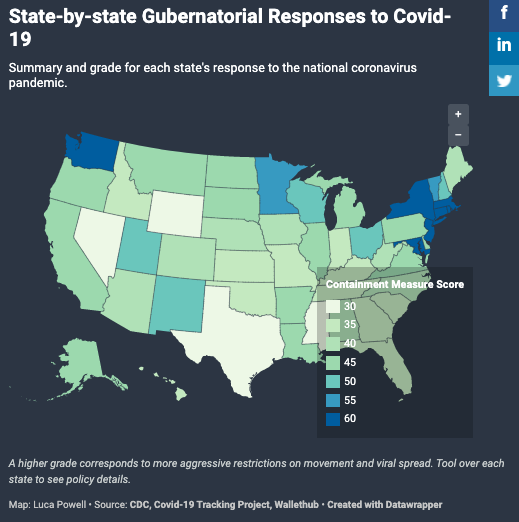 State-by-state Gubernatorial Responses to Covid-
19
Summary and grade for each state's response to the national coronavirus
pandemic.
f
in
+
−
Containment Measure Score
30
35
40
45
50
55
60
A higher grade corresponds to more aggressive restrictions on movement and viral spread. Tool over each
state to see policy details.
Map: Luca Powell • Source: CDC, Covid-19 Tracking Project, Wallethub • Created with Datawrapper